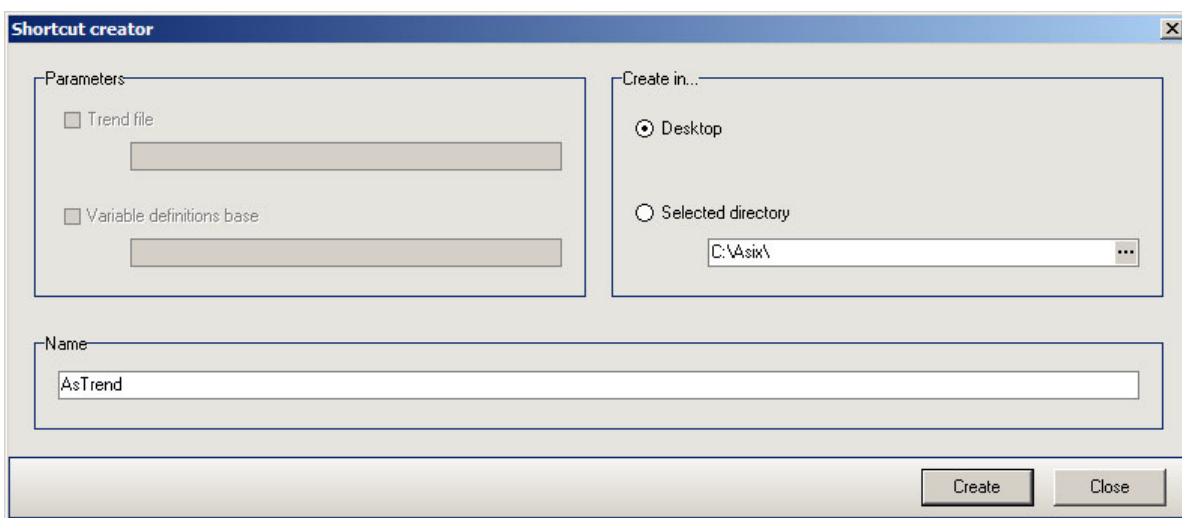 Shortcut creator
Parameters
Trend file
Variable definitions base
Create in...
Desktop
Selected directory
C:\Asix\
...
Name
AsTrend
Create
Close